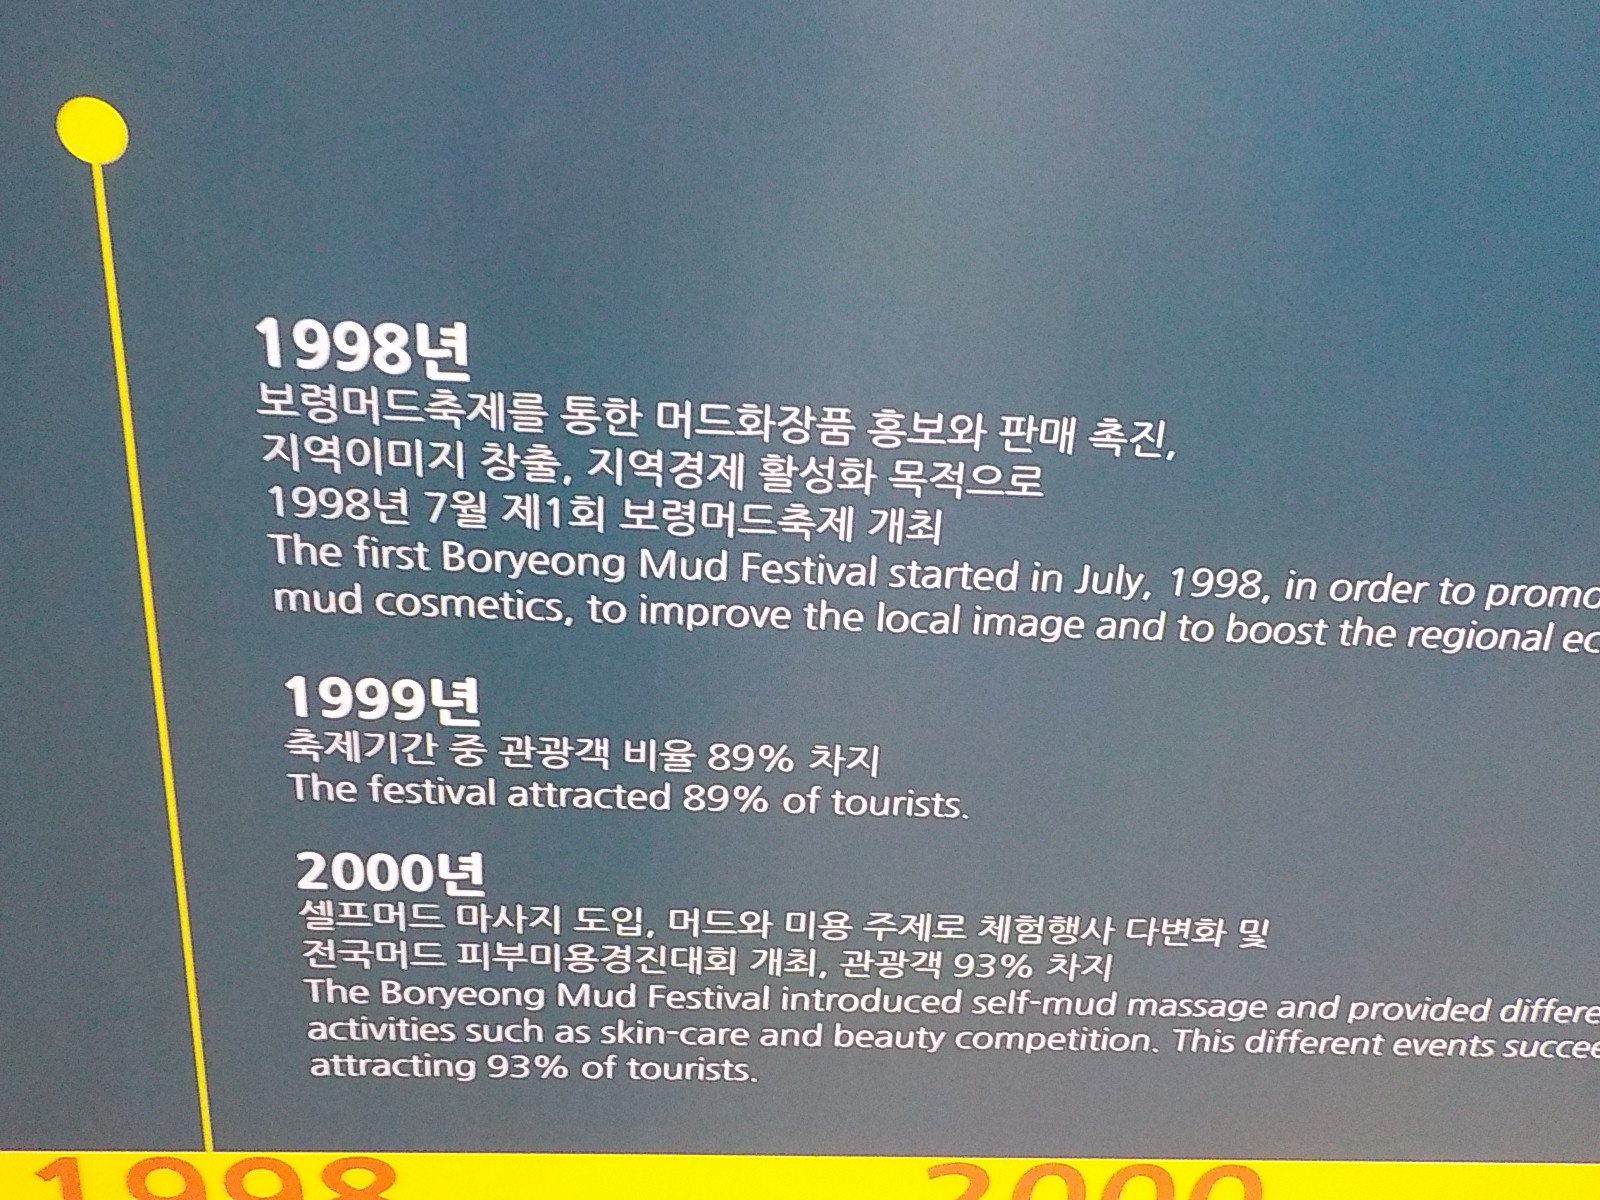 1998년
보령머드축제를 통한 머드화장품 홍보와 판매 촉진,
지역이미지 창출, 지역경제 활성화 목적으로
1998년 7월 제1회 보령머드축제 개최
The first Boryeong Mud Festival started in July, 1998, in order to promo
mud cosmetics, to improve the local image and to boost the regional ec
1999년
축제기간 중 관광객 비율 89% 차지
The festival attracted 89% of tourists.
2000년
셀프머드 마사지 도입, 머드와 미용 주제로 체험행사 다변화 및
전국머드 피부미용경진대회 개최, 관광객 93% 차지
The Boryeong Mud Festival introduced self-mud massage and provided differe
activities such as skin-care and beauty competition. This different events succee
attracting 93% of tourists.
1998 2000